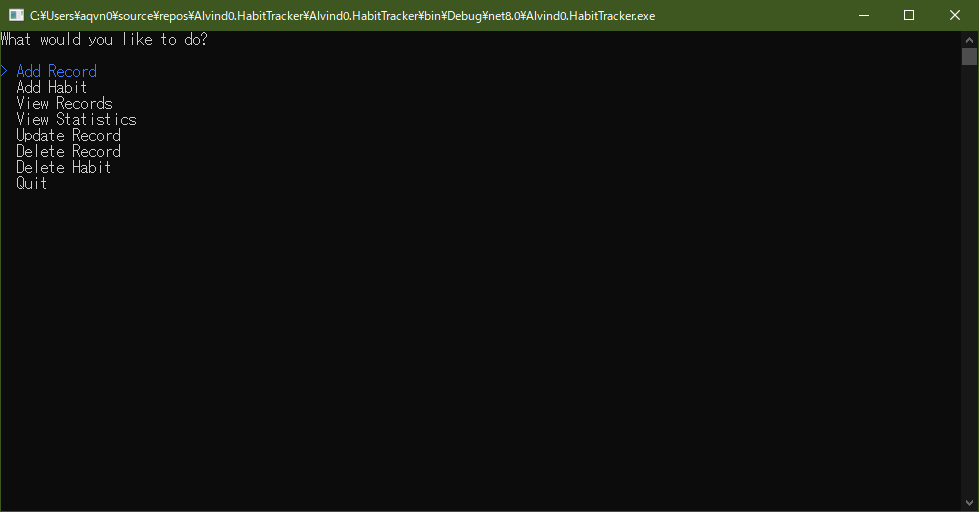 C:¥Users¥aqvn0¥source¥repos¥Alvind0.HabitTracker¥Alvind0.HabitTracker¥bin¥Debug¥net8.0¥Alvind0.HabitTracker.exe
What would you like to do?
> Add Record
Add Habit
View Records
View Statistics
Update Record
Delete Record
Delete Habit
Quit